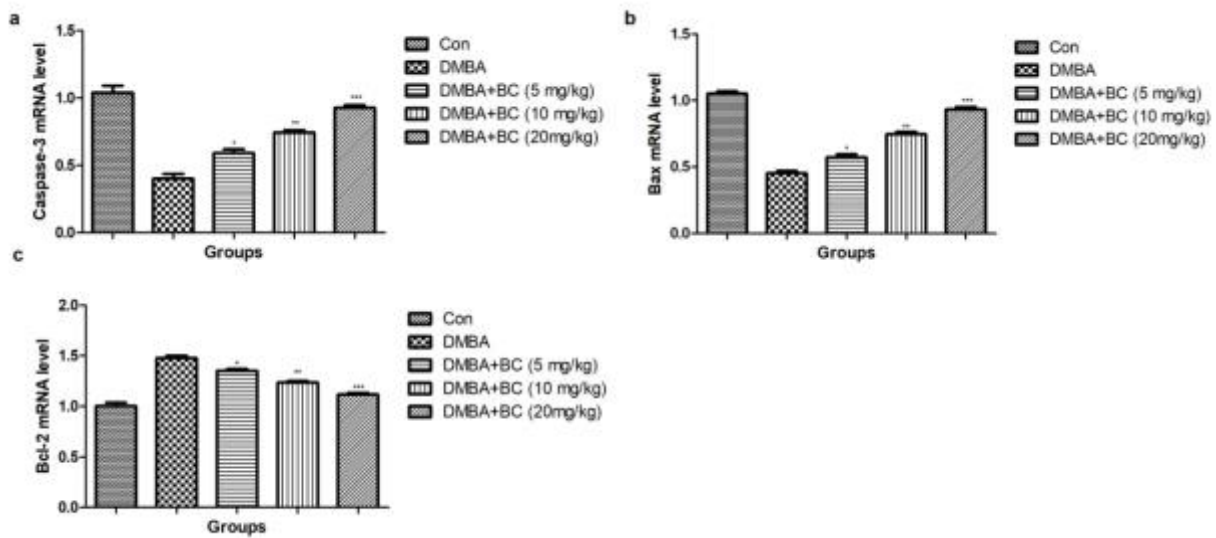 a
1.5
1.0
0.5
0.0
Caspase-3 mRNA level
*
**
***
Groups
Con
DMBA
DMBA+BC (5 mg/kg)
DMBA+BC (10 mg/kg)
DMBA+BC (20mg/kg)
b
1.5
1.0
0.5
0.0
Bax mRNA level
*
**
***
Groups
Con
DMBA
DMBA+BC (5 mg/kg)
DMBA+BC (10 mg/kg)
DMBA+BC (20mg/kg)
c
2.0
1.5
1.0
0.5
0.0
Bcl-2 mRNA level
*
**
***
Groups
Con
DMBA
DMBA+BC (5 mg/kg)
DMBA+BC (10 mg/kg)
DMBA+BC (20mg/kg)